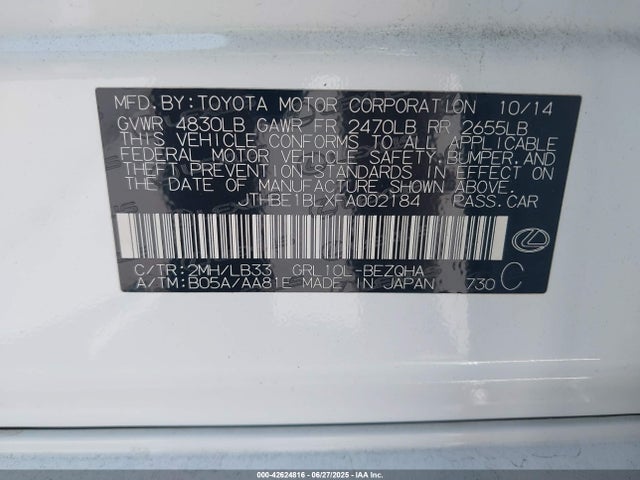 MFD.BY:TOYOTA MOTOR CORPORATION 10/14
GVWR 4830LB GAWR FR 2470LB RR 2655LB
THIS VEHICLE CONFORMS TO ALL APPLICABLE
FEDERAL MOTOR VEHICLE SAFETY,BUMPER,AND
THEFT PREVENTION STANDARDS IN EFFECT ON
THE DATE OF MANUFACTURE SHOWN ABOVE.
JTHBE1BLXFA002184 PASS.CAR
C/TR:2MH/LB33 GRL10L-BEZQHA
A/TM:B05A/AA81E MADE IN JAPAN 730 C
000-42624816 - 06/27/2025 - IAA Inc.